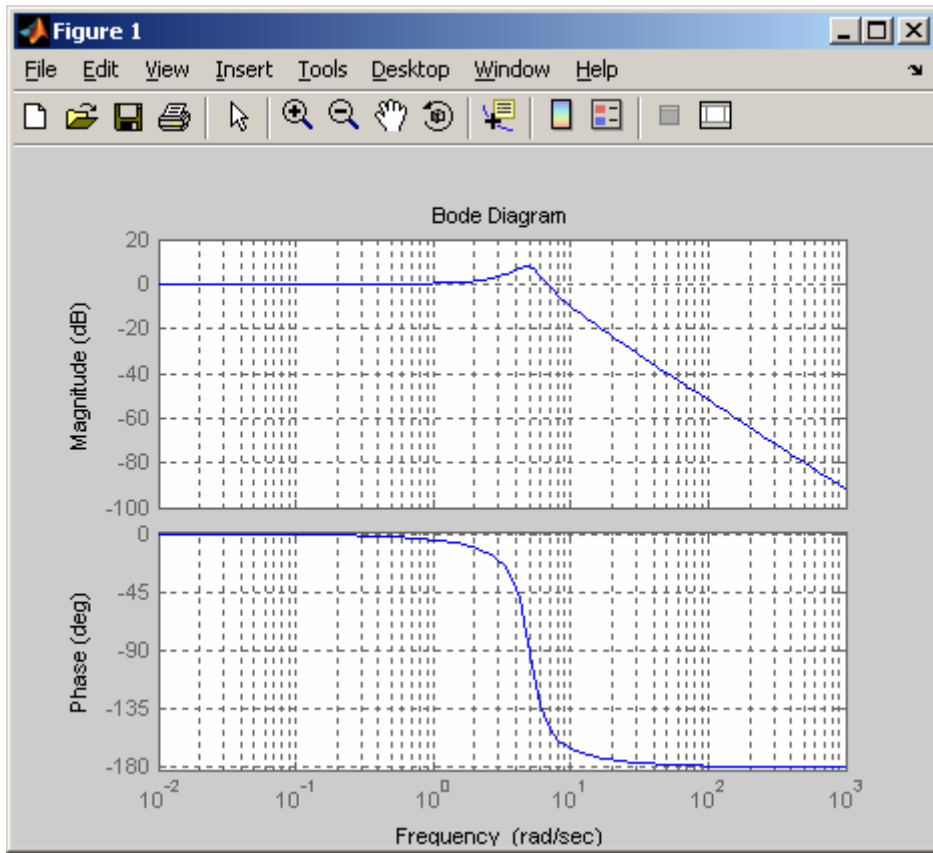 Figure 1
File Edit View Insert Tools Desktop Window Help
Bode Diagram
20
0
-20
-40
-60
-80
-100
Magnitude (dB)
0
-45
-90
-135
-180
Phase (deg)
10^-2 10^-1 10^0 10^1 10^2 10^3
Frequency (rad/sec)